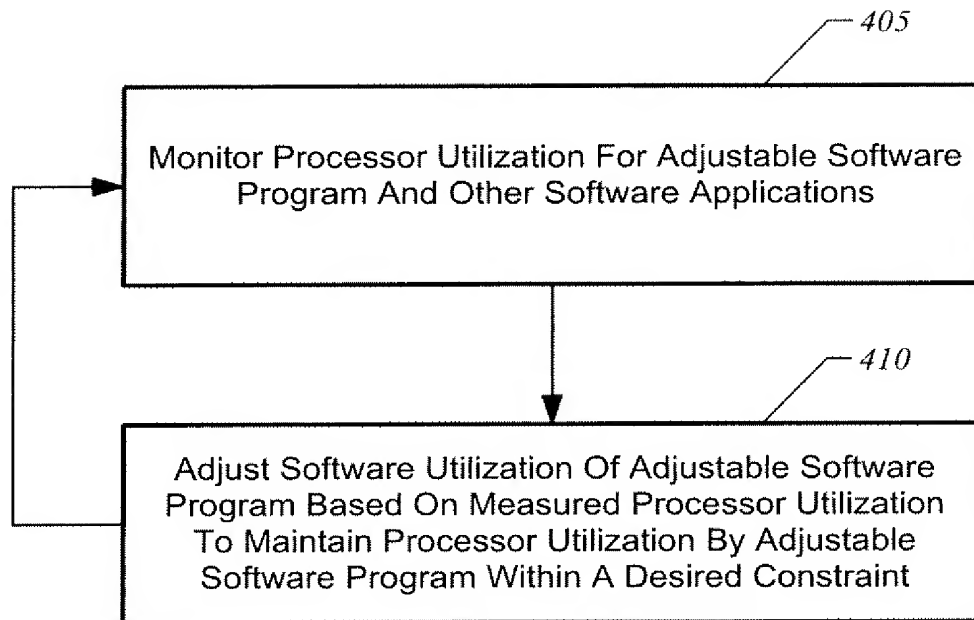 405
Monitor Processor Utilization For Adjustable Software
Program And Other Software Applications
410
Adjust Software Utilization Of Adjustable Software
Program Based On Measured Processor Utilization
To Maintain Processor Utilization By Adjustable
Software Program Within A Desired Constraint